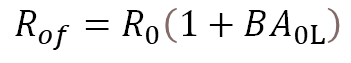 R_{of} = R_0(1 + BA_{0L})